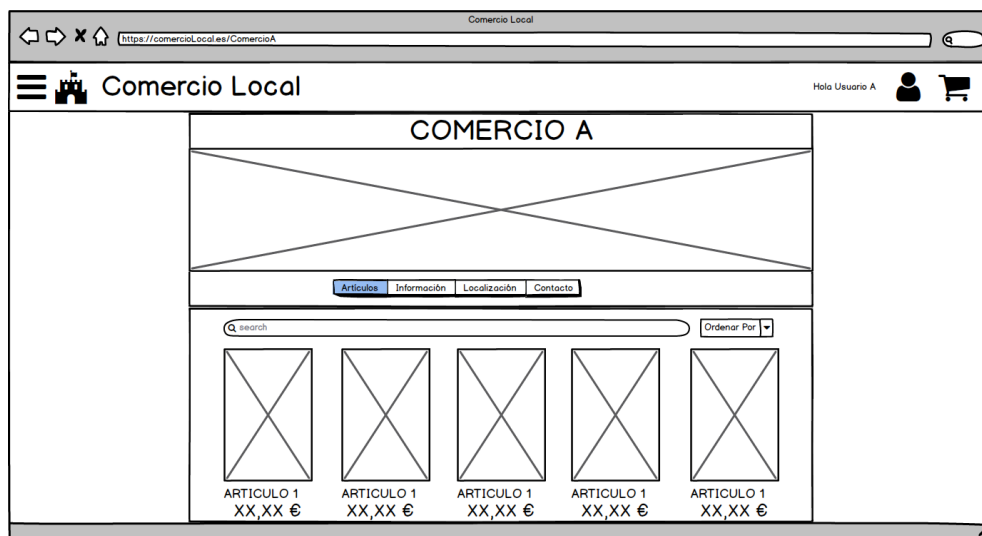 Comercio Local
https://comercioLocal.es/ComercioA
Comercio Local
Hola Usuario A
COMERCIO A
Artículos Información Localización Contacto
search
Ordenar Por
ARTICULO 1 ARTICULO 1 ARTICULO 1 ARTICULO 1 ARTICULO 1
XX,XX € XX,XX € XX,XX € XX,XX € XX,XX €